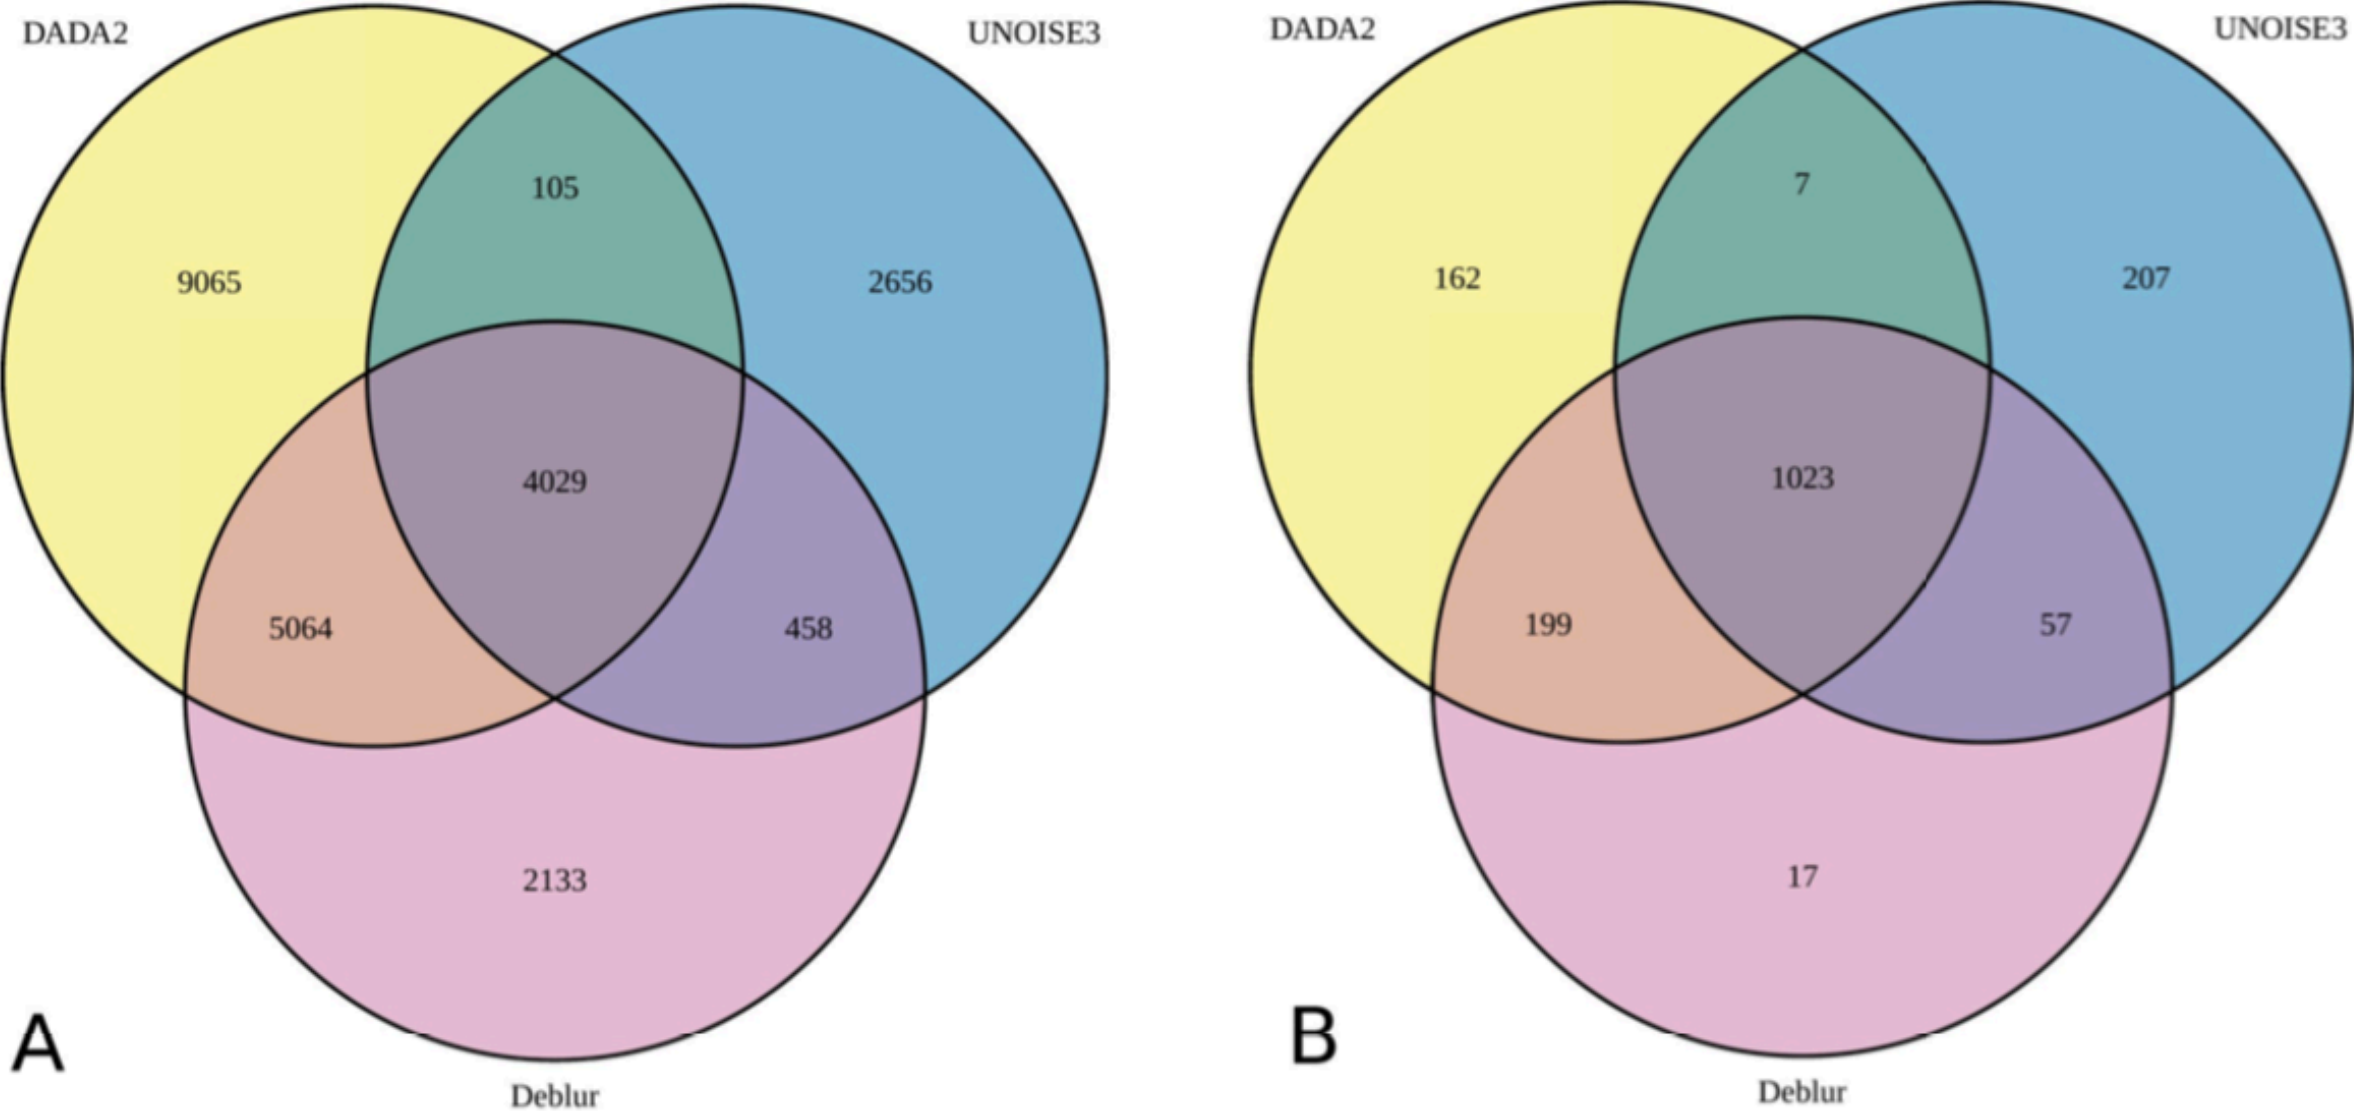 DADA2
UNOISE3
105
9065
2656
4029
5064
458
2133
A
Deblur
DADA2
UNOISE3
7
162
207
1023
199
57
17
B
Deblur